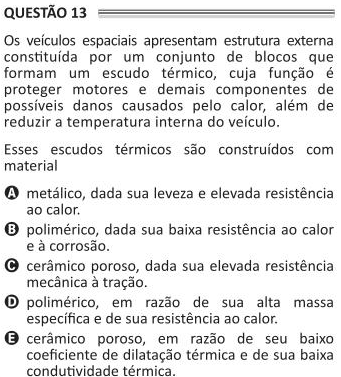 QUESTÃO 13
Os veículos espaciais apresentam estrutura externa
constituída por um conjunto de blocos que
formam um escudo térmico, cuja função é
proteger motores e demais componentes de
possíveis danos causados pelo calor, além de
reduzir a temperatura interna do veículo.
Esses escudos térmicos são construídos com
material
A metálico, dada sua leveza e elevada resistência
ao calor.
B polimérico, dada sua baixa resistência ao calor
e à corrosão.
C cerâmico poroso, dada sua elevada resistência
mecânica à tração.
D polimérico, em razão de sua alta massa
específica e de sua resistência ao calor.
E cerâmico poroso, em razão de seu baixo
coeficiente de dilatação térmica e de sua baixa
condutividade térmica.